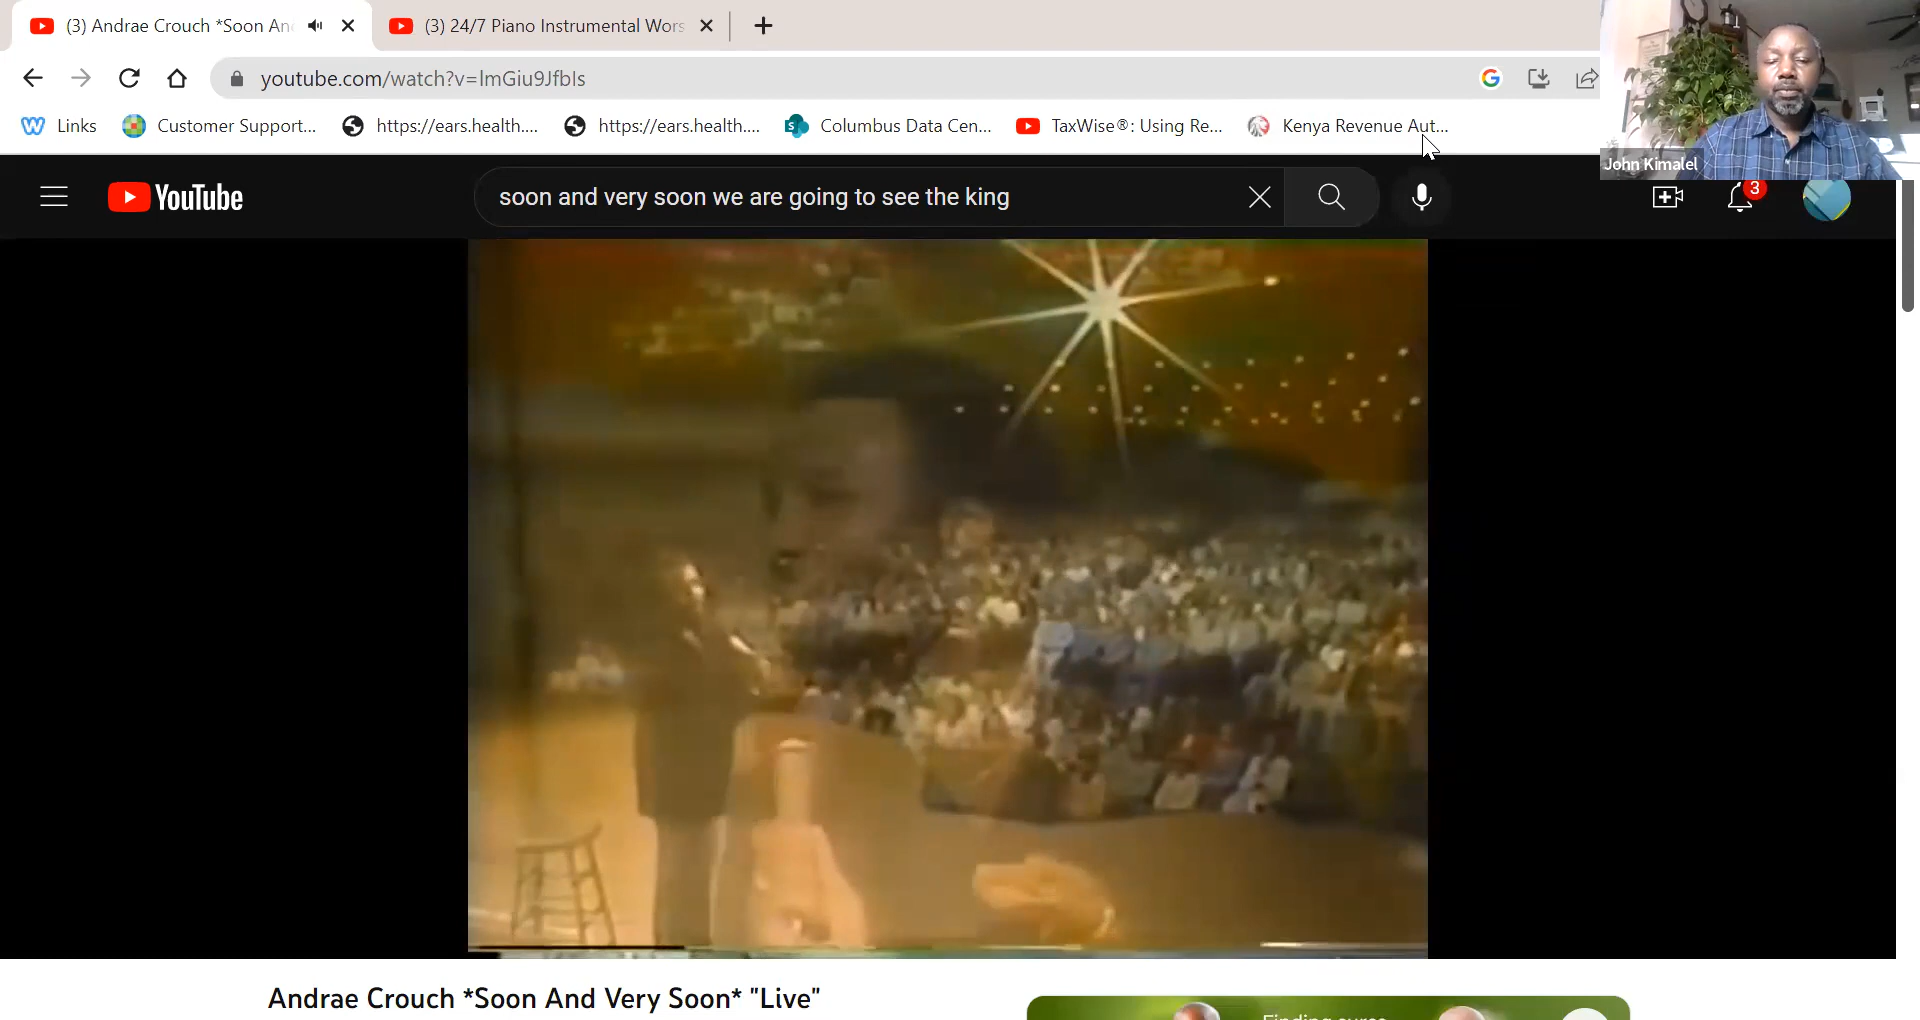 (3) Andrae Crouch *Soon An
(3) 24/7 Piano Instrumental Wors
youtube.com/watch?v=lmGiu9JfbIs
Links
Customer Support...
https://ears.health....
https://ears.health....
Columbus Data Cen...
TaxWise®: Using Re...
Kenya Revenue Aut...
John Kimalel
YouTube
soon and very soon we are going to see the king
3
Andrae Crouch *Soon And Very Soon* "Live"